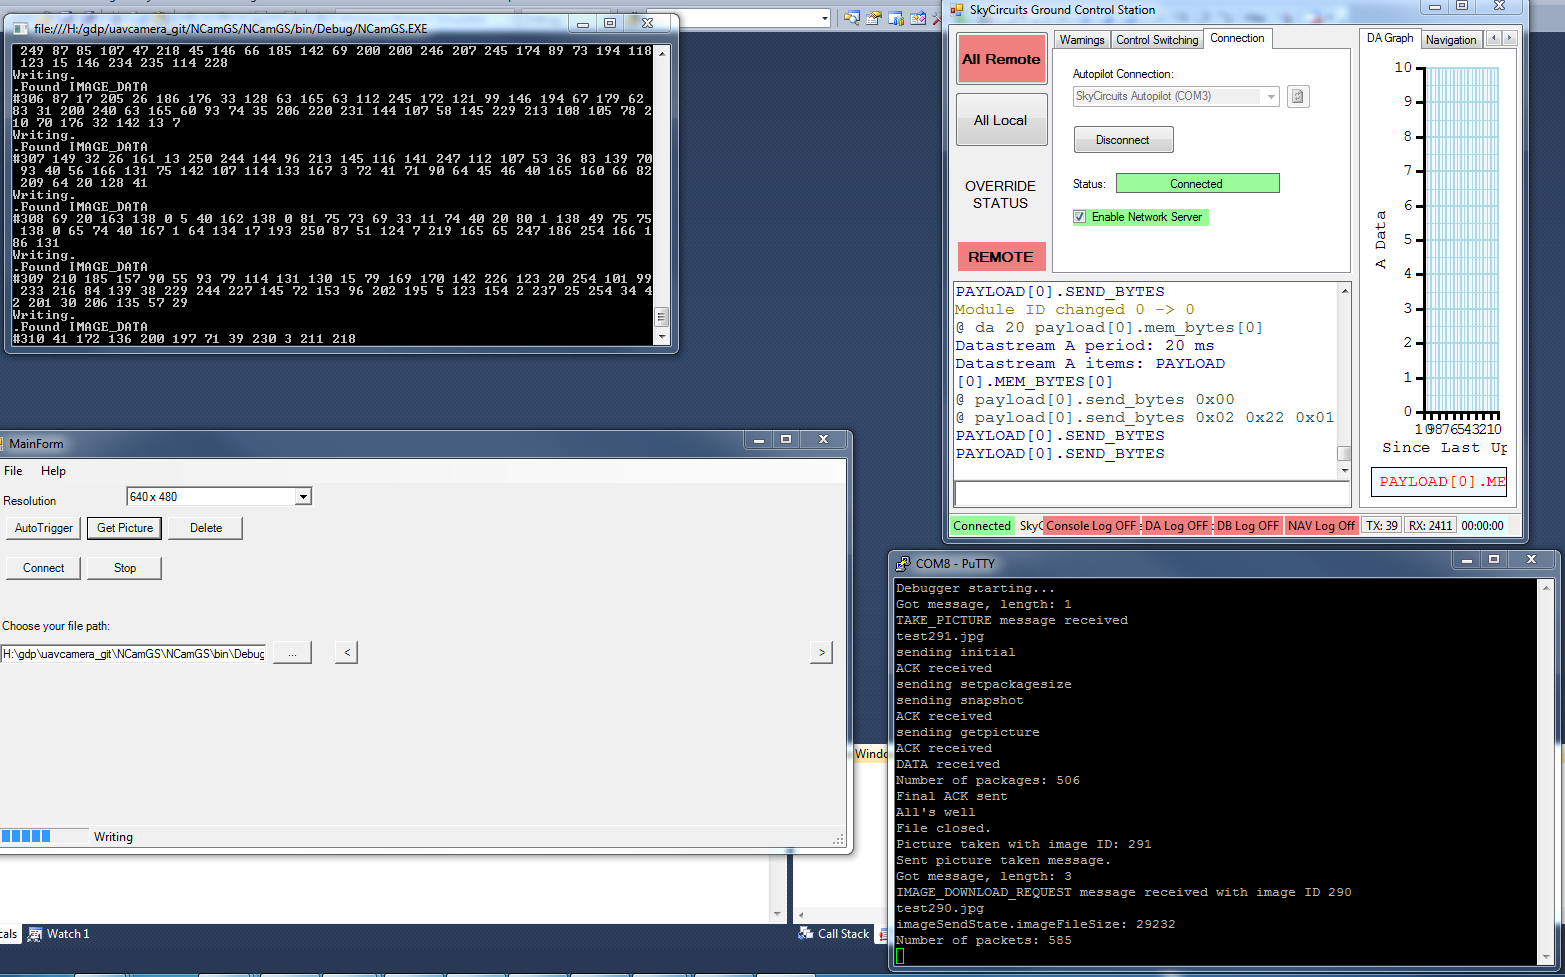 file:///H:/gdp/uavcamera_git/NCamGS/NCamGS/bin/Debug/NCamGS.EXE
249 87 85 107 47 218 45 146 66 185 142 69 200 200 246 207 245 174 89 73 194 118
123 15 146 234 235 114 228
Writing.
.Found IMAGE_DATA
#306 87 17 205 26 186 176 33 128 63 165 63 112 245 172 121 99 146 194 67 179 62
83 31 200 240 63 165 60 93 74 35 206 220 231 144 107 58 145 229 213 108 105 78 2
10 70 176 32 142 13 7
Writing.
.Found IMAGE_DATA
#307 149 32 26 161 13 250 244 144 96 213 145 116 141 247 112 107 53 36 83 139 70
93 40 56 166 131 75 142 107 114 133 167 3 72 41 71 90 64 45 46 40 165 160 66 82
209 64 20 128 41
Writing.
.Found IMAGE_DATA
#308 69 20 163 138 0 5 40 162 138 0 81 75 73 69 33 11 74 40 20 80 1 138 49 75 75
138 0 65 74 40 167 1 64 134 17 193 250 87 51 124 7 219 165 65 247 186 254 166 1
86 131
Writing.
.Found IMAGE_DATA
#309 210 185 157 90 55 93 79 114 131 130 15 79 169 170 142 226 123 20 254 101 99
233 216 84 139 38 229 244 227 145 72 153 96 202 195 5 123 154 2 237 25 254 34 4
2 201 30 206 135 57 29
Writing.
.Found IMAGE_DATA
#310 41 172 136 200 197 71 39 230 3 211 218
SkyCircuits Ground Control Station
All Remote
All Local
OVERRIDE
STATUS
REMOTE
Warnings Control Switching Connection
Autopilot Connection:
SkyCircuits Autopilot (COM3)
Disconnect
Status: Connected
Enable Network Server
DA Graph Navigation
10
9
8
7
6
5
4
3
2
1
0
A Data
1 09876543210
Since Last Up
PAYLOAD[0].ME
PAYLOAD[0].SEND_BYTES
Module ID changed 0 -> 0
@ da 20 payload[0].mem_bytes[0]
Datastream A period: 20 ms
Datastream A items: PAYLOAD
[0].MEM_BYTES[0]
@ payload[0].send_bytes 0x00
@ payload[0].send_bytes 0x02 0x22 0x01
PAYLOAD[0].SEND_BYTES
PAYLOAD[0].SEND_BYTES
Connected SkyC Console Log OFF DA Log OFF DB Log OFF NAV Log Off TX: 39 RX: 2411 00:00:00
MainForm
File Help
Resolution 640 x 480
AutoTrigger Get Picture Delete
Connect Stop
Choose your file path:
H:\gdp\uavcamera_git\NCamGS\NCamGS\bin\Debug ... < >
Writing
Windo
COM8 - PuTTY
Debugger starting...
Got message, length: 1
TAKE_PICTURE message received
test291.jpg
sending initial
ACK received
sending setpackagesize
sending snapshot
ACK received
sending getpicture
ACK received
DATA received
Number of packages: 506
Final ACK sent
All's well
File closed.
Picture taken with image ID: 291
Sent picture taken message.
Got message, length: 3
IMAGE_DOWNLOAD_REQUEST message received with image ID 290
test290.jpg
imageSendState.imageFileSize: 29232
Number of packets: 585
cals Watch 1
Call Stack